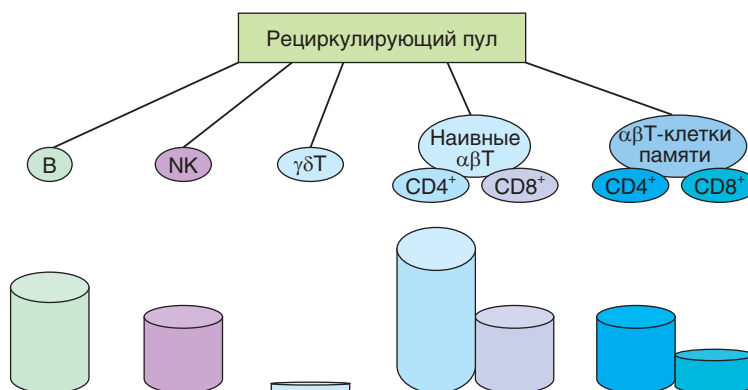 Рециркулирующий пул
B
NK
γδT
Наивные
αβT
CD4⁺
CD8⁺
αβT-клетки
памяти
CD4⁺
CD8⁺